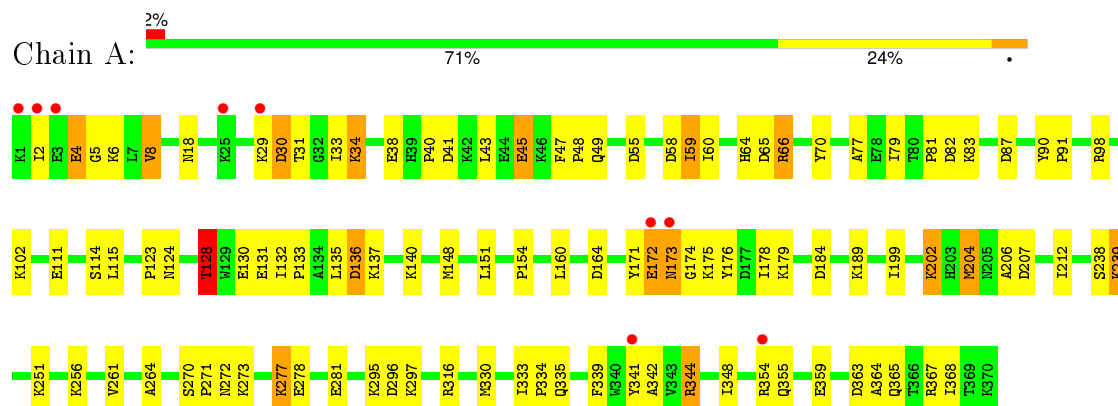 2%
Chain A:
71% 24% •
K1 I2 E3 E4 G5 K6 L7 V8 N18 K25 K29 D30 T31 G32 I33 K34 E38 H39 P40 D41 K42 L43 E44 E45 K46 F47 P48 Q49 D55 D58 I59 I60 H64 D65 R66 Y70 A77 E78 I79 T80 P81 D82 K83 D87 Y90 P91 R98
K102 E111 S114 L115 P123 N124 T128 W129 E130 E131 I132 P133 A134 L135 D136 K137 K140 M148 L151 P154 L160 D164 Y171 E172 N173 G174 K175 Y176 D177 I178 K179 D184 K189 I199 K202 H203 M204 N205 A206 D207 I212 S238 K239
K251 K256 V261 A264 S270 P271 N272 K273 K277 E278 E281 K295 D296 K297 R316 M330 I333 P334 Q335 F339 W340 Y341 A342 V343 R344 I348 R354 Q355 E359 D363 A364 Q365 T366 R367 I368 T369 K370